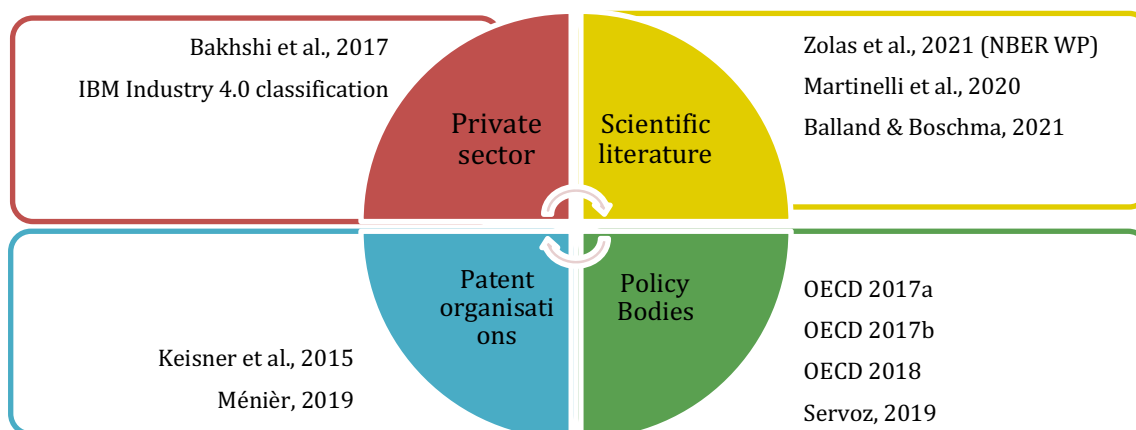 Bakhshi et al., 2017
IBM Industry 4.0 classification
Private
sector
Scientific
literature
Zolas et al., 2021 (NBER WP)
Martinelli et al., 2020
Balland & Boschma, 2021
Keisner et al., 2015
Ménièr, 2019
Patent
organisati
ons
Policy
Bodies
OECD 2017a
OECD 2017b
OECD 2018
Servoz, 2019